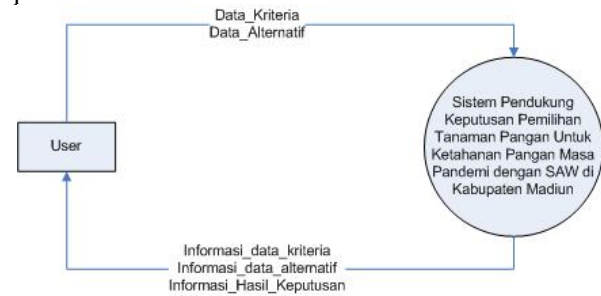 Data_Kriteria
Data_Alternatif
User
Sistem Pendukung
Keputusan Pemilihan
Tanaman Pangan Untuk
Ketahanan Pangan Masa
Pandemi dengan SAW di
Kabupaten Madiun
Informasi_data_kriteria
Informasi_data_alternatif
Informasi_Hasil_Keputusan